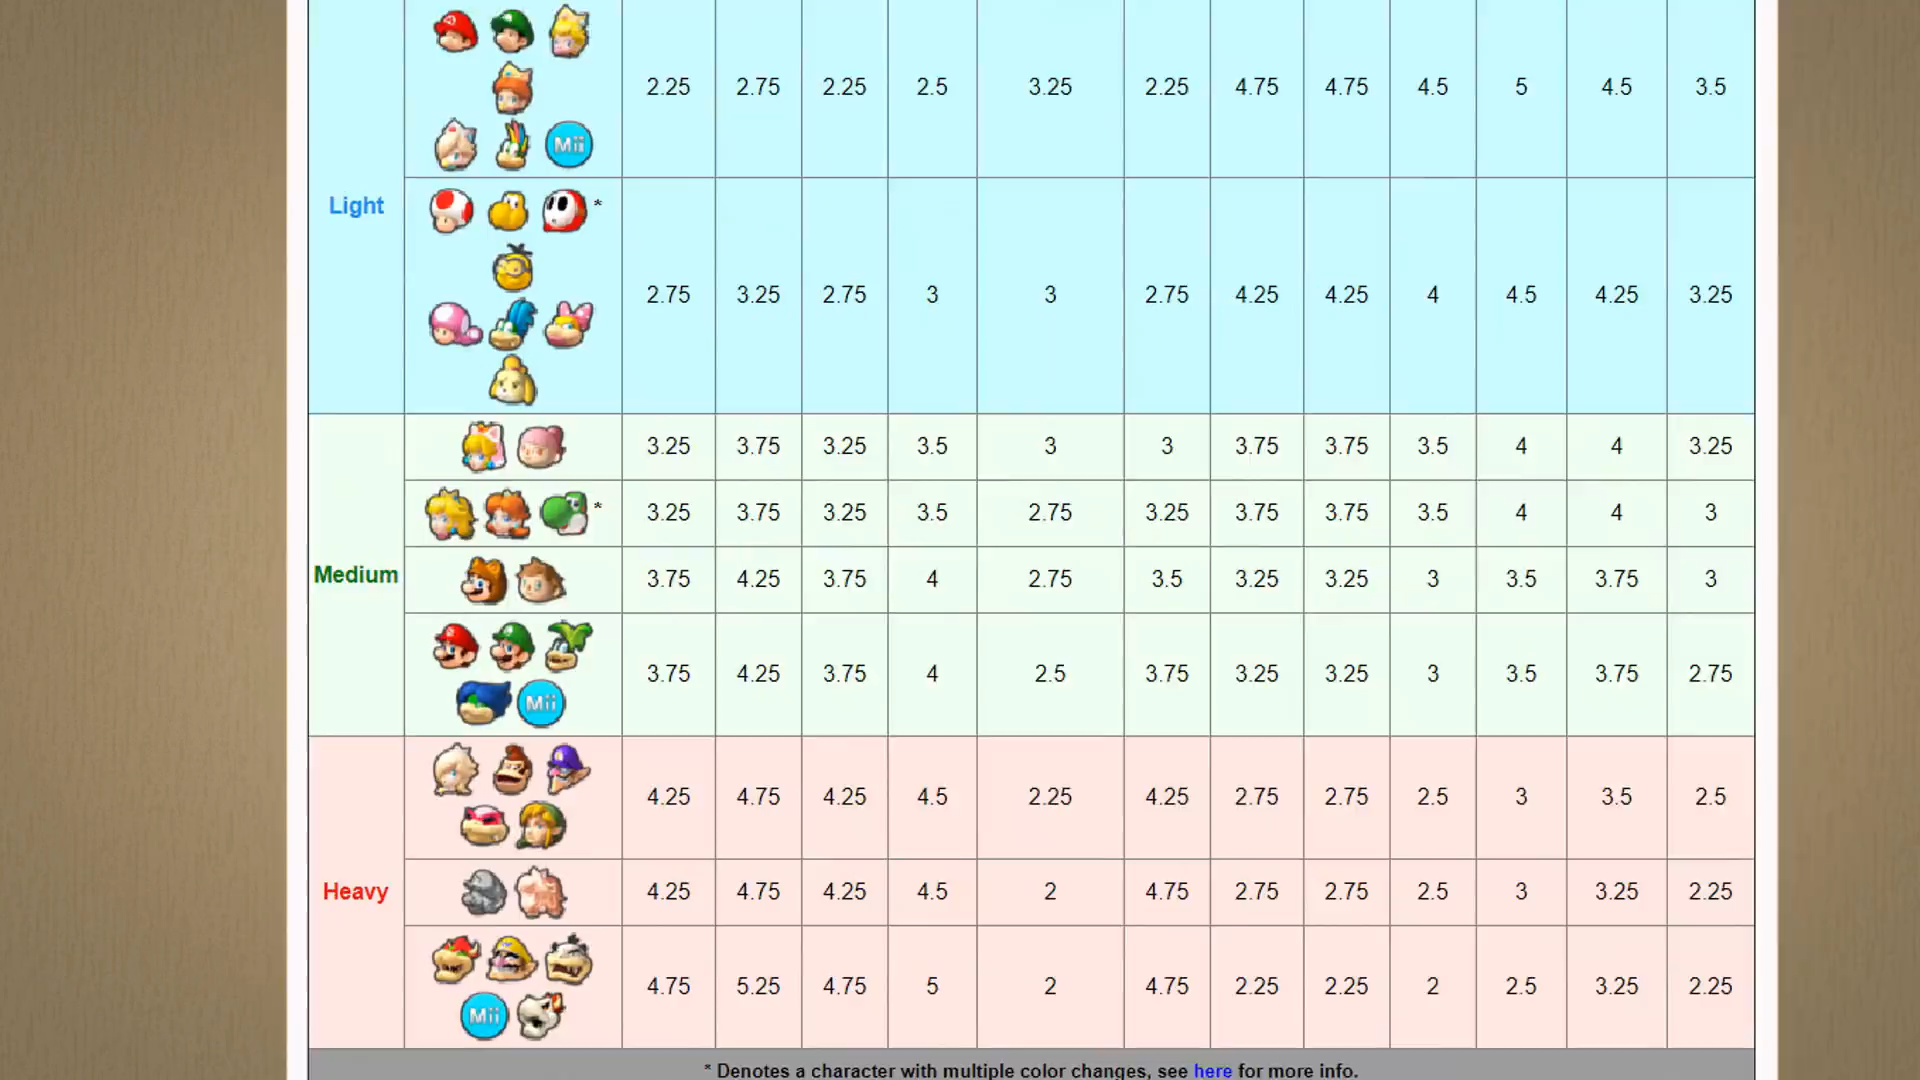 2.25 2.75 2.25 2.5 3.25 2.25 4.75 4.75 4.5 5 4.5 3.5
Mii
Light
*
2.75 3.25 2.75 3 3 2.75 4.25 4.25 4 4.5 4.25 3.25
3.25 3.75 3.25 3.5 3 3 3.75 3.75 3.5 4 4 3.25
* 3.25 3.75 3.25 3.5 2.75 3.25 3.75 3.75 3.5 4 4 3
Medium 3.75 4.25 3.75 4 2.75 3.5 3.25 3.25 3 3.5 3.75 3
3.75 4.25 3.75 4 2.5 3.75 3.25 3.25 3 3.5 3.75 2.75
Mii
4.25 4.75 4.25 4.5 2.25 4.25 2.75 2.75 2.5 3 3.5 2.5
Heavy 4.25 4.75 4.25 4.5 2 4.75 2.75 2.75 2.5 3 3.25 2.25
4.75 5.25 4.75 5 2 4.75 2.25 2.25 2 2.5 3.25 2.25
Mii
* Denotes a character with multiple color changes, see here for more info.